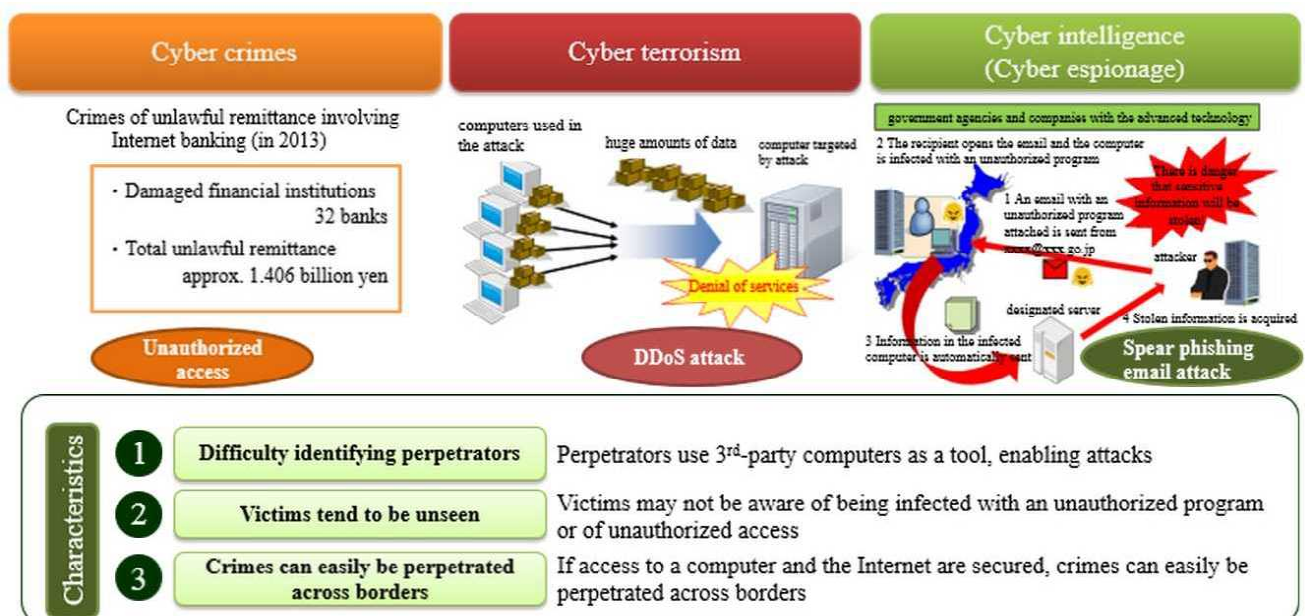 Cyber crimes
Crimes of unlawful remittance involving
Internet banking (in 2013)
・Damaged financial institutions
32 banks
・Total unlawful remittance
approx. 1.406 billion yen
Unauthorized
access
Cyber terrorism
computers used in
the attack
huge amounts of data
computer targeted
by attack
Denial of services
DDoS attack
Cyber intelligence
(Cyber espionage)
government agencies and companies with the advanced technology
2 The recipient opens the email and the computer
is infected with an unauthorized program
There is danger
that sensitive
information will be
stolen!
1 An email with an
unauthorized program
attached is sent from
xxxx@xxx.go.jp
attacker
designated server
4 Stolen information is acquired
3 Information in the infected
computer is automatically sent
Spear phishing
email attack
Characteristics
1
Difficulty identifying perpetrators
Perpetrators use 3rd-party computers as a tool, enabling attacks
2
Victims tend to be unseen
Victims may not be aware of being infected with an unauthorized program
or of unauthorized access
3
Crimes can easily be perpetrated
across borders
If access to a computer and the Internet are secured, crimes can easily be
perpetrated across borders